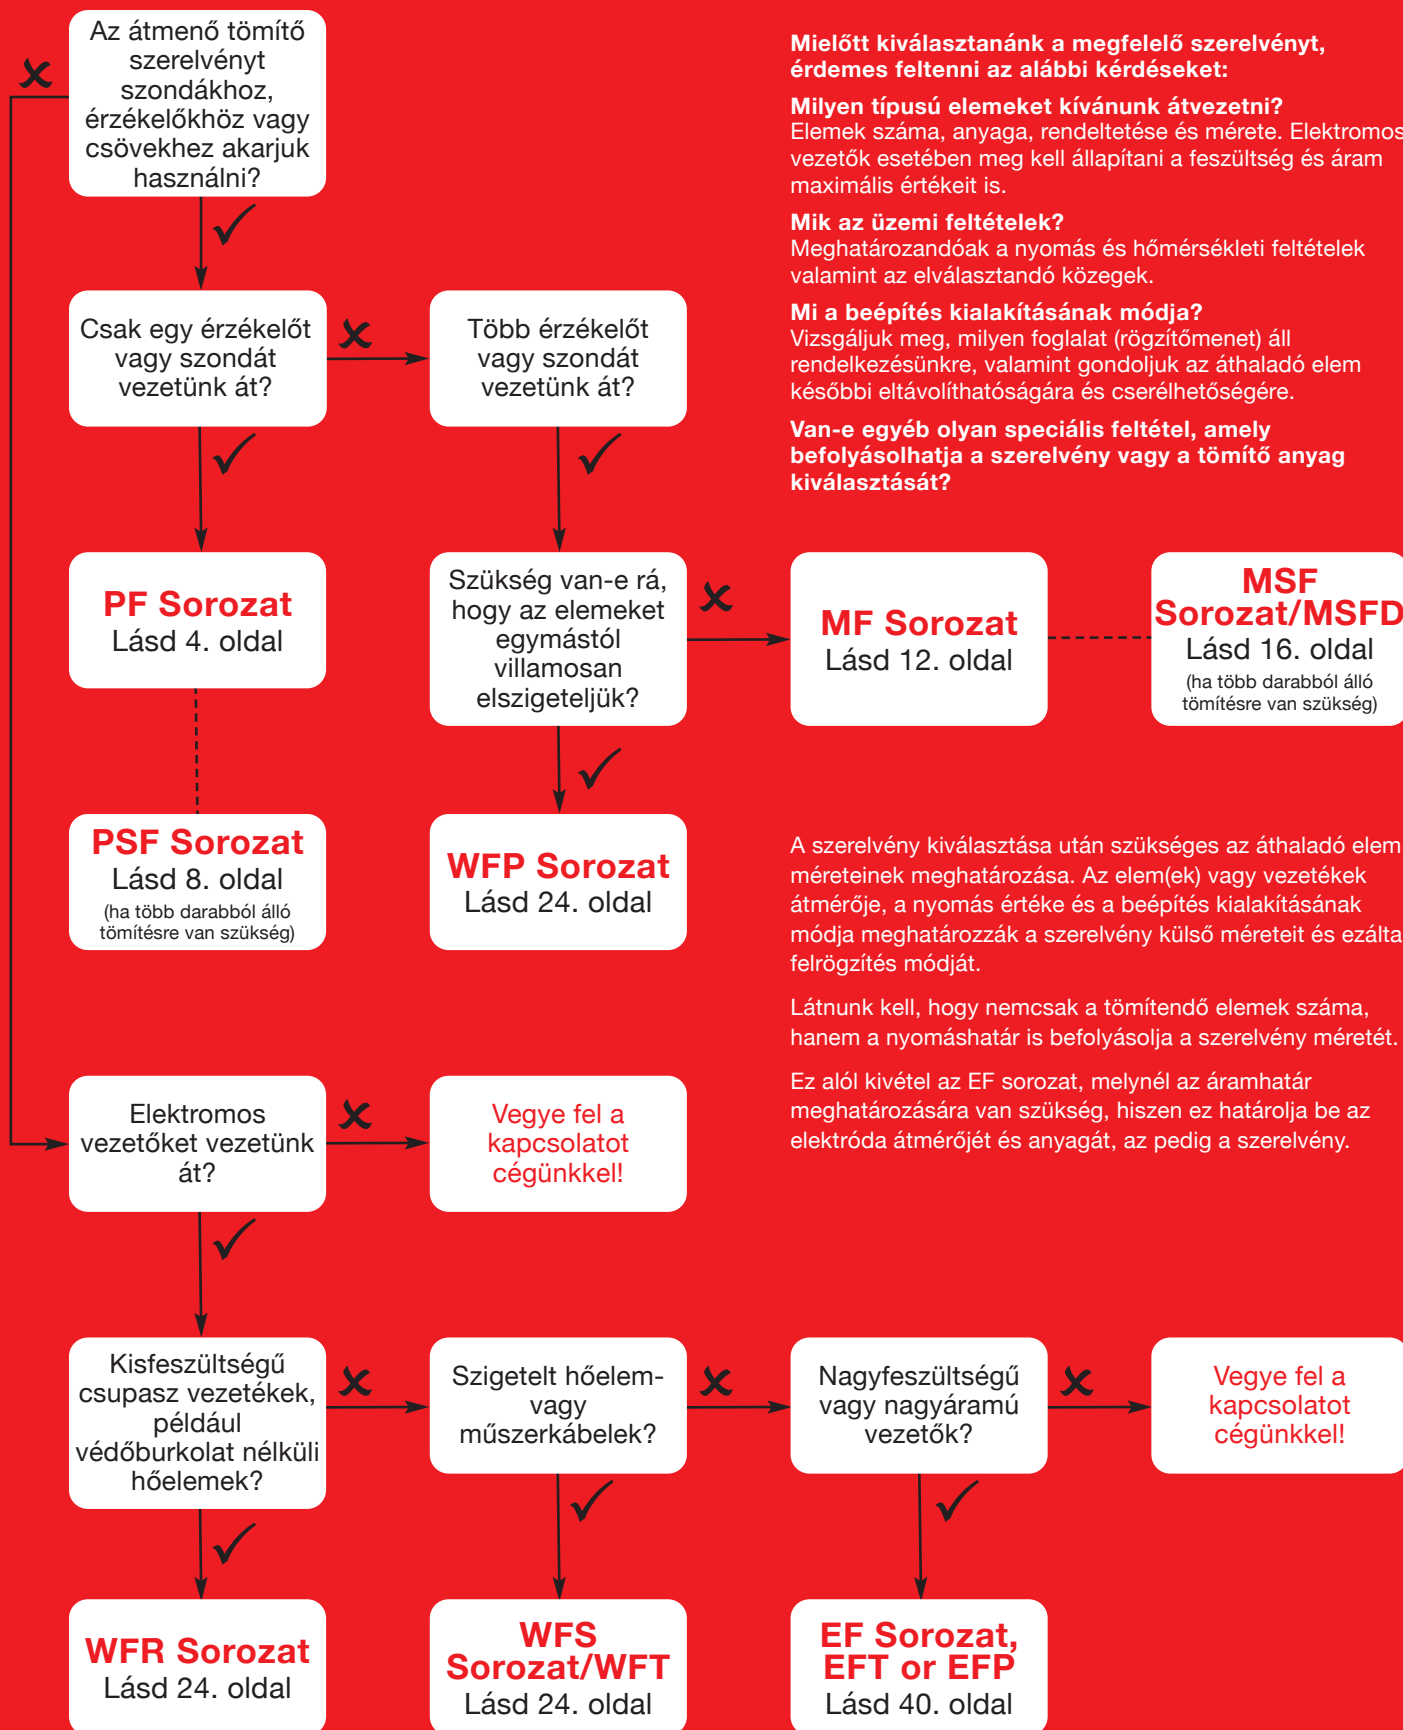 Az átmenő tömítő
szerelvényt
szondákhoz,
érzékelőkhöz vagy
csövekhez akarjuk
használni?
Mielőtt kiválasztanánk a megfelelő szerelvényt,
érdemes feltenni az alábbi kérdéseket:
Milyen típusú elemeket kívánunk átvezetni?
Elemek száma, anyaga, rendeltetése és mérete. Elektromos
vezetők esetében meg kell állapítani a feszültség és áram
maximális értékeit is.
Mik az üzemi feltételek?
Meghatározandóak a nyomás és hőmérsékleti feltételek
valamint az elválasztandó közegek.
Mi a beépítés kialakításának módja?
Vizsgáljuk meg, milyen foglalat (rögzítőmenet) áll
rendelkezésünkre, valamint gondoljuk az áthaladó elem
későbbi eltávolíthatóságára és cserélhetőségére.
Van-e egyéb olyan speciális feltétel, amely
befolyásolhatja a szerelvény vagy a tömítő anyag
kiválasztását?
Csak egy érzékelőt
vagy szondát
vezetünk át?
Több érzékelőt
vagy szondát
vezetünk át?
PF Sorozat
Lásd 4. oldal
Szükség van-e rá,
hogy az elemeket
egymástól
villamosan
elszigeteljük?
MF Sorozat
Lásd 12. oldal
MSF
Sorozat/MSFD
Lásd 16. oldal
(ha több darabból álló
tömítésre van szükség)
PSF Sorozat
Lásd 8. oldal
(ha több darabból álló
tömítésre van szükség)
WFP Sorozat
Lásd 24. oldal
A szerelvény kiválasztása után szükséges az áthaladó elem
méreteinek meghatározása. Az elem(ek) vagy vezetékek
átmérője, a nyomás értéke és a beépítés kialakításának
módja meghatározzák a szerelvény külső méreteit és ezálta
felrögzítés módját.
Látnunk kell, hogy nemcsak a tömítendő elemek száma,
hanem a nyomáshatár is befolyásolja a szerelvény méretét.
Ez alól kivétel az EF sorozat, melynél az áramhatár
meghatározására van szükség, hiszen ez határolja be az
elektróda átmérőjét és anyagát, az pedig a szerelvény.
Elektromos
vezetőket vezetünk
át?
Vegye fel a
kapcsolatot
cégünkkel!
Kisfeszültségű
csupasz vezetékek,
például
védőburkolat nélküli
hőelemek?
Szigetelt hőelem-
vagy
műszerkábelek?
Nagyfeszültségű
vagy nagyáramú
vezetők?
Vegye fel a
kapcsolatot
cégünkkel!
WFR Sorozat
Lásd 24. oldal
WFS
Sorozat/WFT
Lásd 24. oldal
EF Sorozat,
EFT or EFP
Lásd 40. oldal